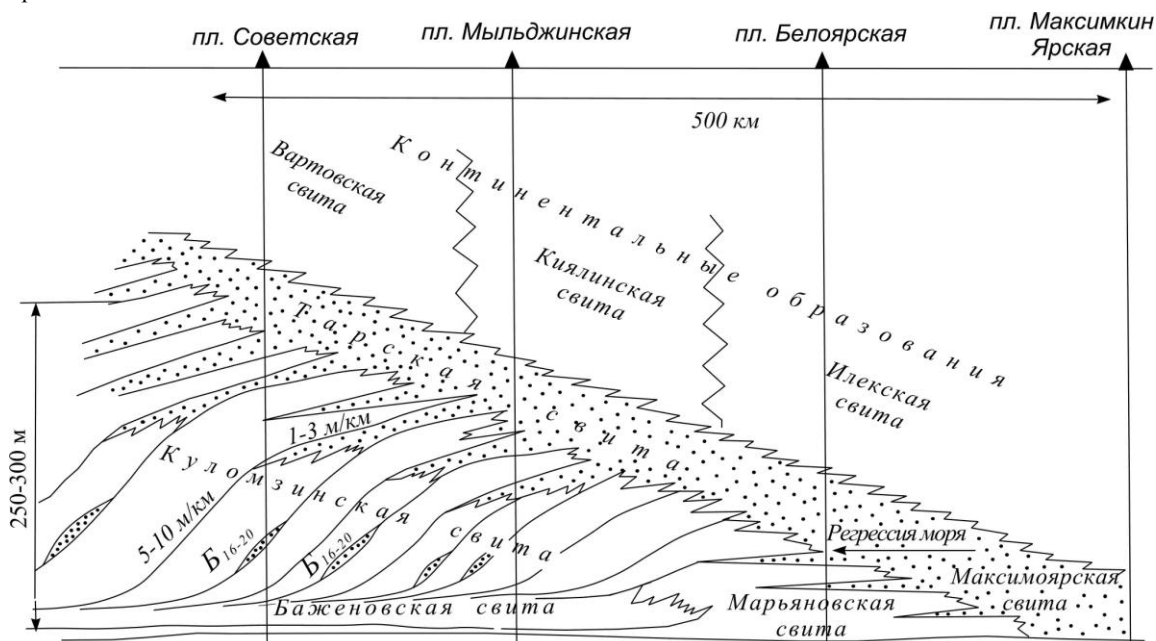 пл. Советская
пл. Мыльджинская
пл. Белоярская
пл. Максимкин
Ярская
500 км
Вартовская
свита
Континентальные образования
Киялинская
свита
Илекская
свита
Тарская свита
1-3 м/км
250-300 м
Куломзинская свита
5-10 м/км
Б16-20
Б16-20
Регрессия моря
Баженовская свита
Марьяновская
свита
Максимоярская
свита